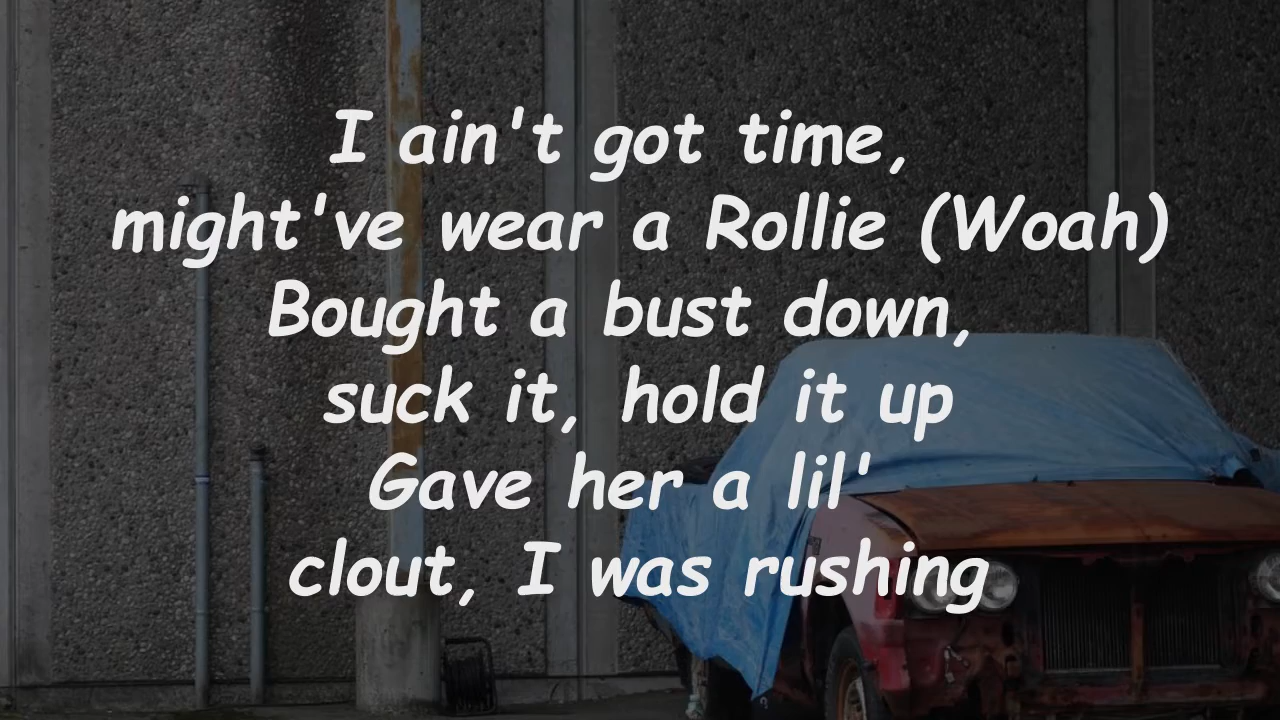 I ain't got time,
might've wear a Rollie (Woah)
Bought a bust down,
suck it, hold it up
Gave her a lil'
clout, I was rushing